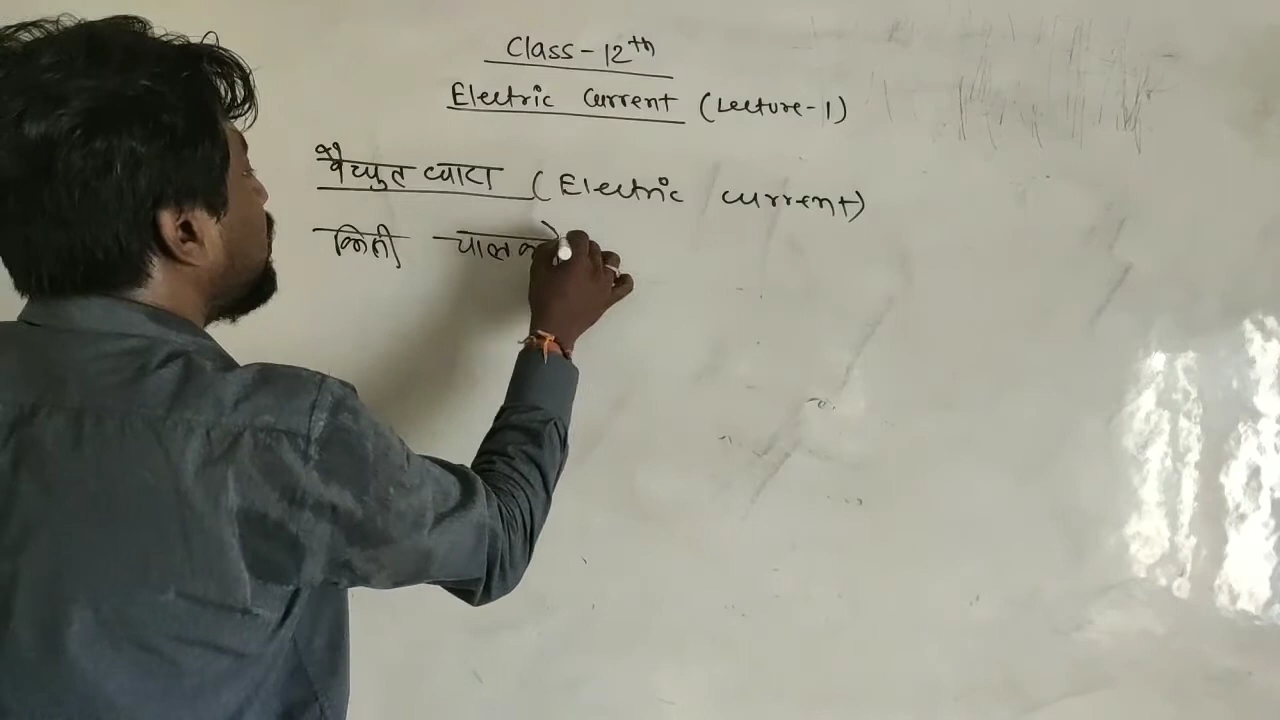 Class - 12th
Electric Current (Lecture - 1)
वैद्युत धारा (Electric current)
किसी चालक